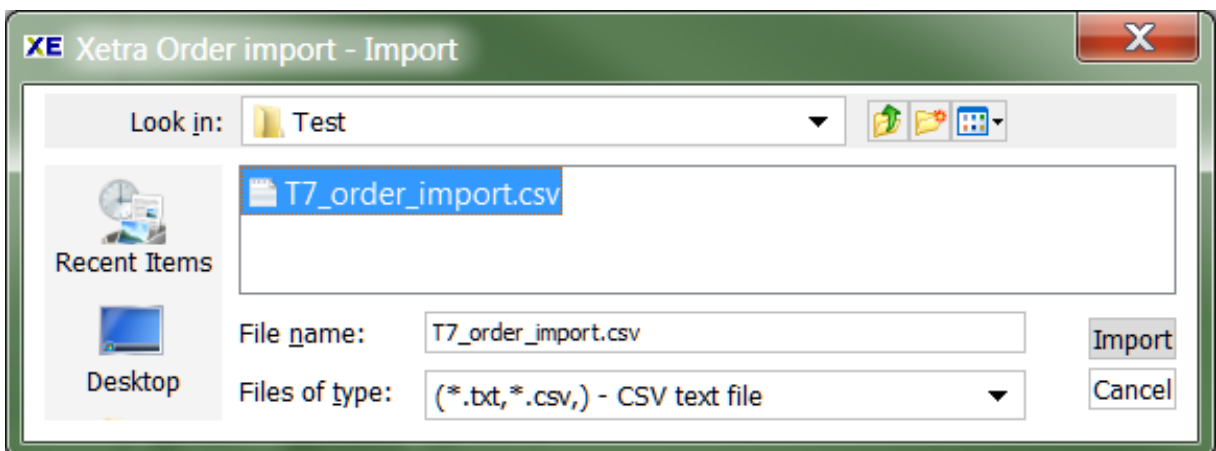 XE Xetra Order import - Import
Look in: Test
T7_order_import.csv
Recent Items
Desktop
File name: T7_order_import.csv
Import
Files of type: (*.txt,*.csv,) - CSV text file
Cancel